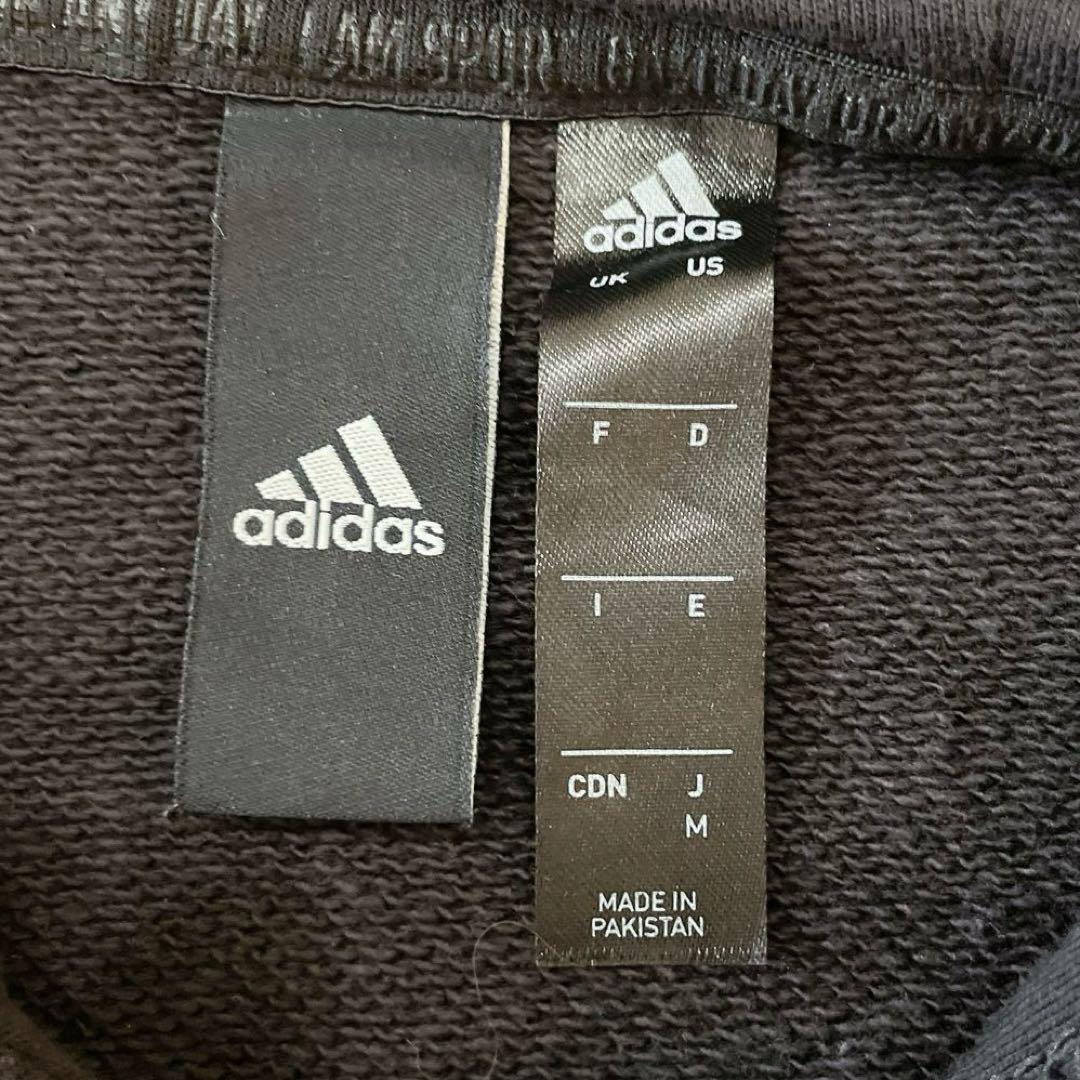 adidas
adidas
UK US
F D
I E
CDN J
M
MADE IN
PAKISTAN